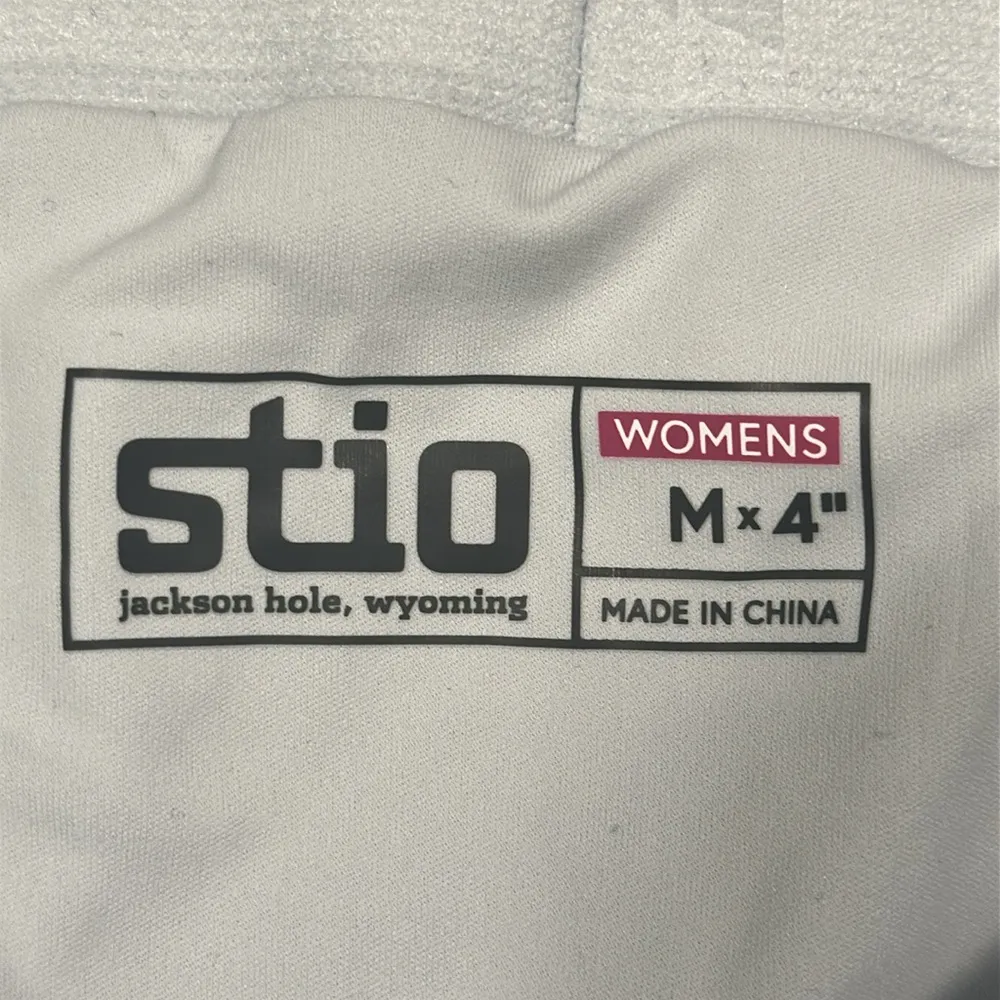 stio
jackson hole, wyoming
WOMENS
M x 4"
MADE IN CHINA